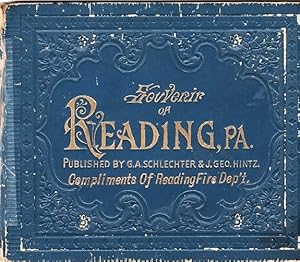 Souvenir
OF
READING, PA.
PUBLISHED BY G.A. SCHLECHTER & J. GEO. HINTZ.
Compliments Of Reading Fire Dep't.